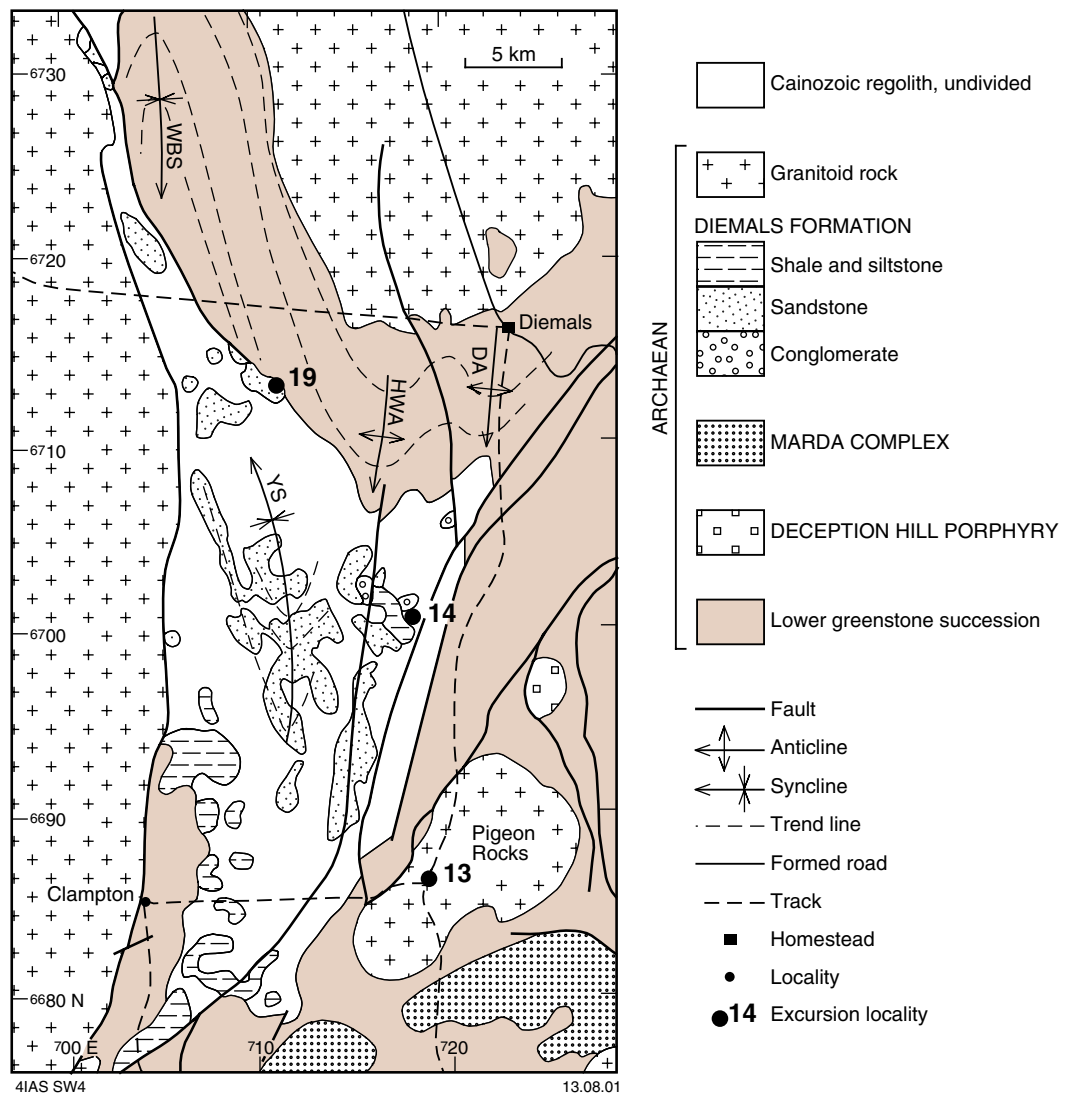 5 km
6730
WBS
6720
Diemals
DA
19
HWA
6710
YS
14
6700
6690
Pigeon
Rocks
13
Clampton
6680 N
700 E
710
720
4IAS SW4
13.08.01
Cainozoic regolith, undivided
Granitoid rock
DIEMALS FORMATION
Shale and siltstone
Sandstone
Conglomerate
ARCHAEAN
MARDA COMPLEX
DECEPTION HILL PORPHYRY
Lower greenstone succession
Fault
Anticline
Syncline
Trend line
Formed road
Track
Homestead
Locality
14 Excursion locality